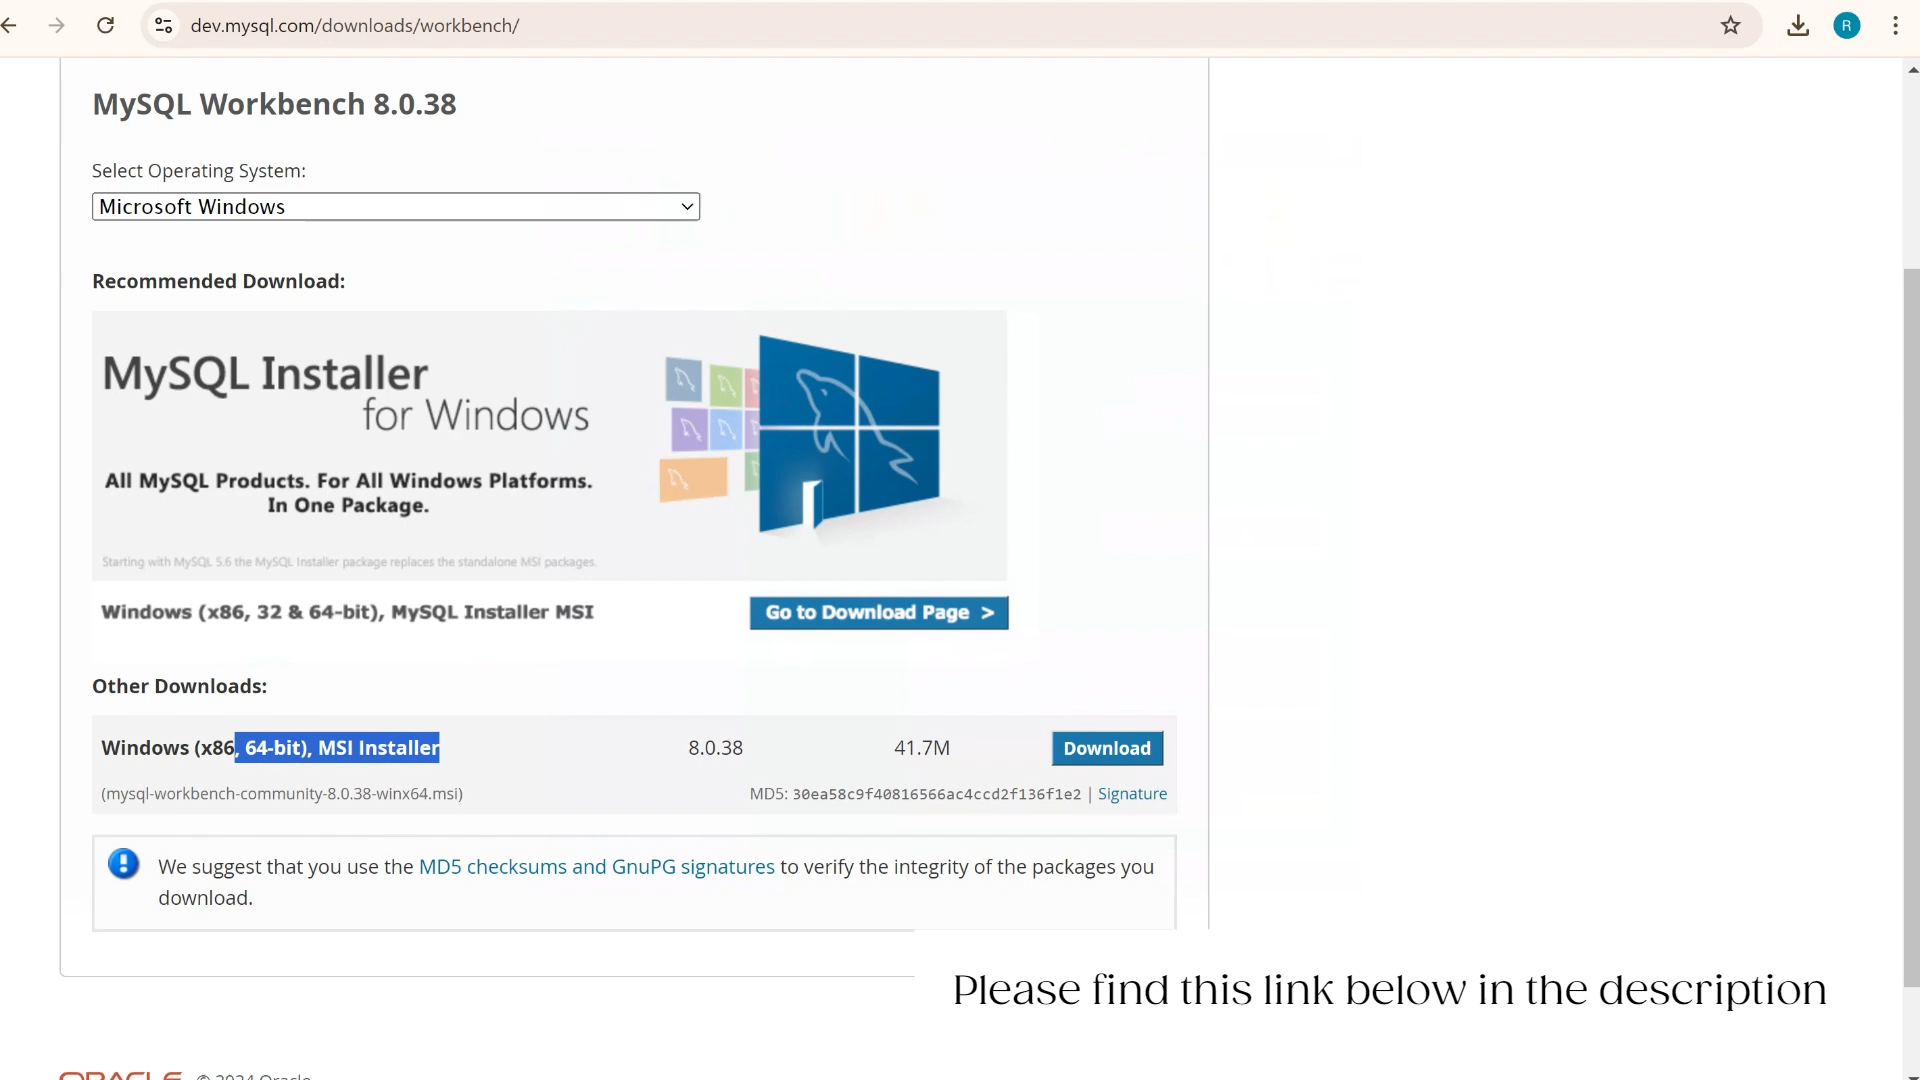 dev.mysql.com/downloads/workbench/
R
MySQL Workbench 8.0.38
Select Operating System:
Microsoft Windows
Recommended Download:
MySQL Installer
for Windows
All MySQL Products. For All Windows Platforms.
In One Package.
Starting with MySQL 5.6 the MySQL Installer package replaces the standalone MSI packages.
Windows (x86, 32 & 64-bit), MySQL Installer MSI
Go to Download Page >
Other Downloads:
Windows (x86, 64-bit), MSI Installer 8.0.38 41.7M Download
(mysql-workbench-community-8.0.38-winx64.msi) MD5: 30ea58c9f40816566ac4ccd2f136f1e2 | Signature
We suggest that you use the MD5 checksums and GnuPG signatures to verify the integrity of the packages you
download.
Please find this link below in the description
ORACLE © 2024 Oracle